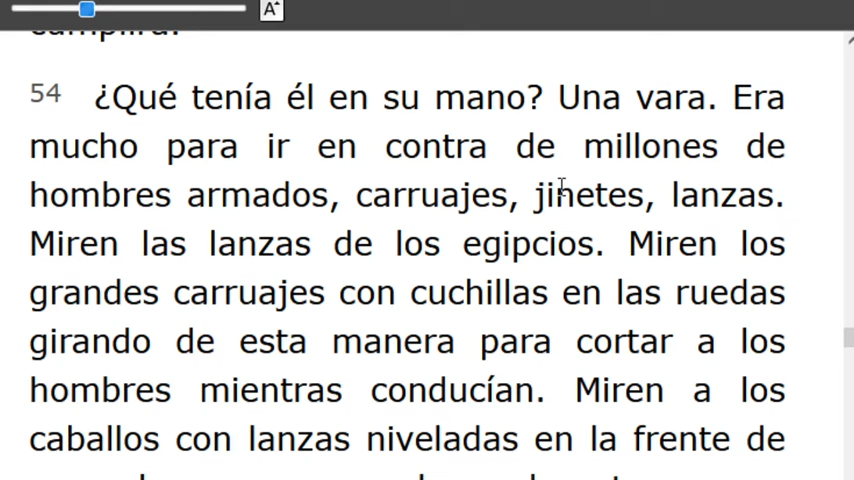 A
cumplirá.
54 ¿Qué tenía él en su mano? Una vara. Era
mucho para ir en contra de millones de
hombres armados, carruajes, jinetes, lanzas.
Miren las lanzas de los egipcios. Miren los
grandes carruajes con cuchillas en las ruedas
girando de esta manera para cortar a los
hombres mientras conducían. Miren a los
caballos con lanzas niveladas en la frente de